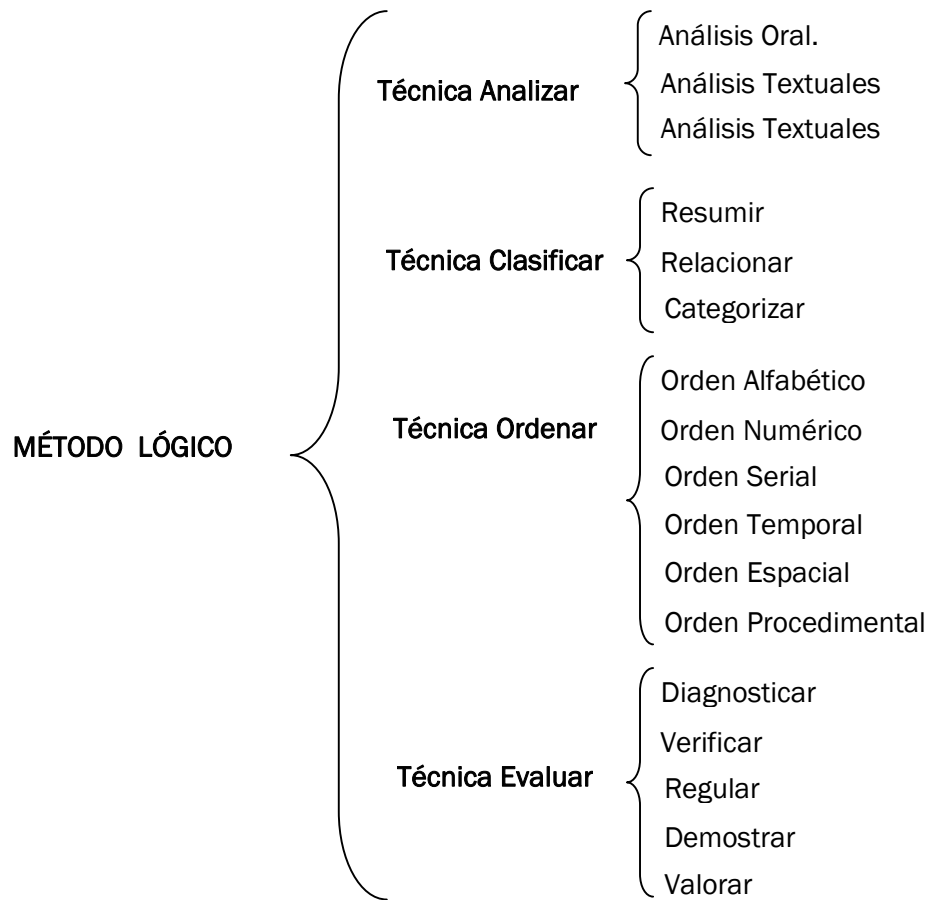 MÉTODO LÓGICO
Técnica Analizar
Análisis Oral.
Análisis Textuales
Análisis Textuales
Técnica Clasificar
Resumir
Relacionar
Categorizar
Técnica Ordenar
Orden Alfabético
Orden Numérico
Orden Serial
Orden Temporal
Orden Espacial
Orden Procedimental
Técnica Evaluar
Diagnosticar
Verificar
Regular
Demostrar
Valorar